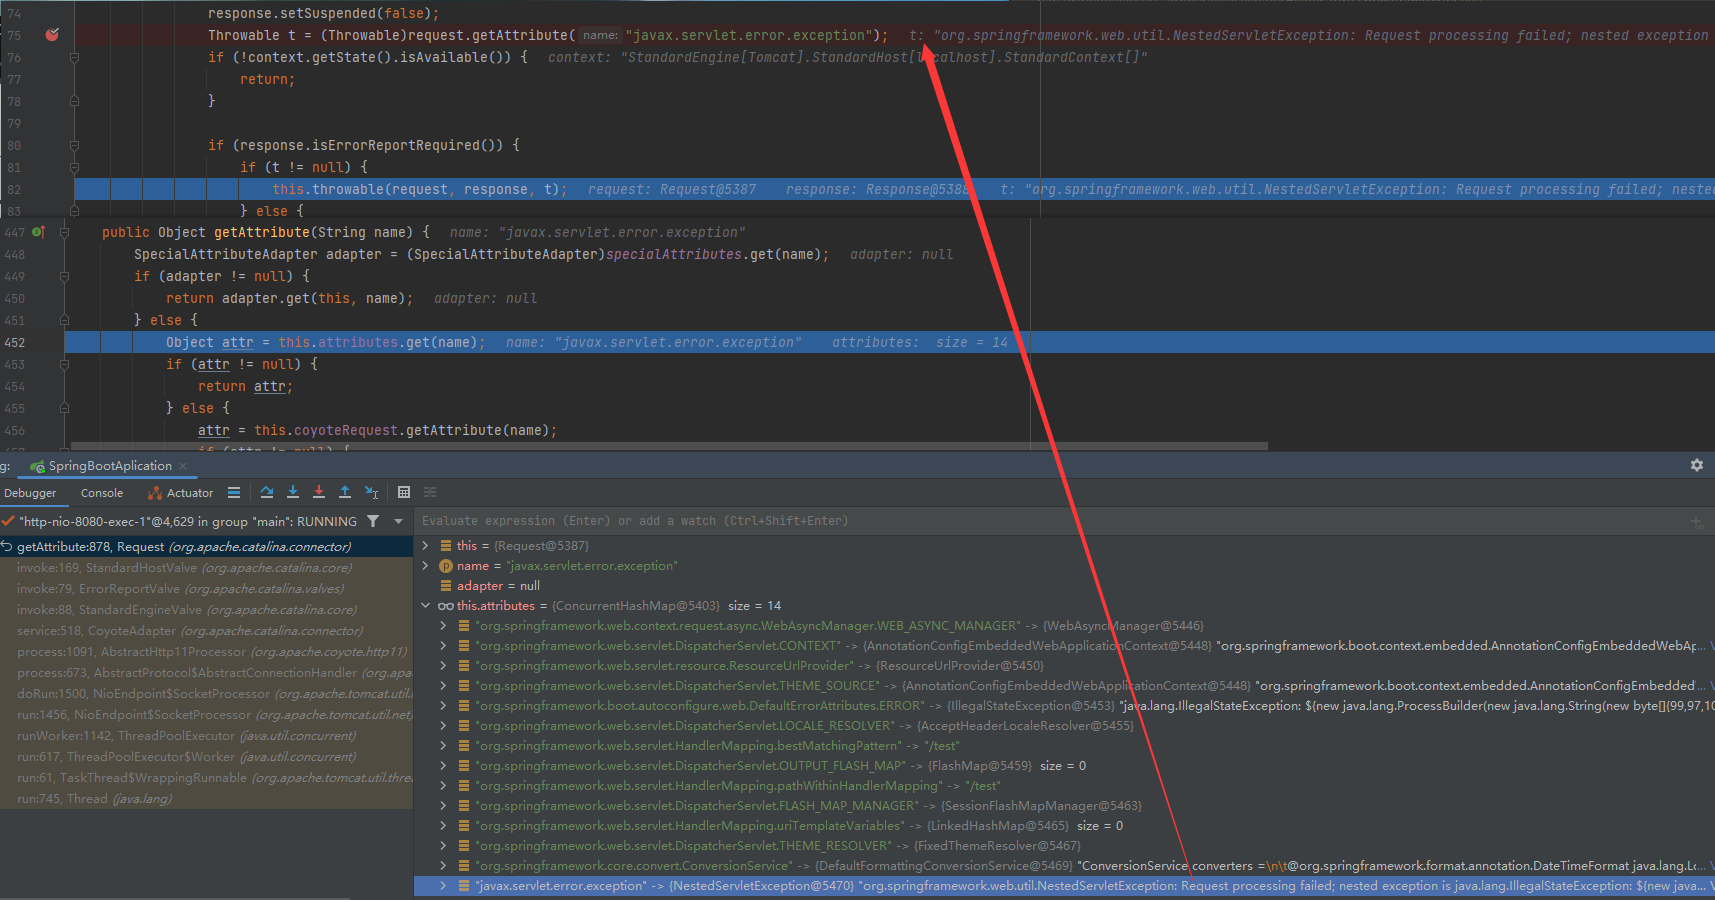 74 response.setSuspended(false);
75 Throwable t = (Throwable)request.getAttribute( name: "javax.servlet.error.exception"); t: "org.springframework.web.util.NestedServletException: Request processing failed; nested exception
76 if (!context.getState().isAvailable()) { context: "StandardEngine[Tomcat].StandardHost[localhost].StandardContext[]"
77 return;
78 }
79
80 if (response.isErrorReportRequired()) {
81 if (t != null) {
82 this.throwable(request, response, t); request: Request@5387 response: Response@5388 t: "org.springframework.web.util.NestedServletException: Request processing failed; nested
83 } else {
447 public Object getAttribute(String name) { name: "javax.servlet.error.exception"
448 SpecialAttributeAdapter adapter = (SpecialAttributeAdapter)specialAttributes.get(name); adapter: null
449 if (adapter != null) {
450 return adapter.get(this, name); adapter: null
451 } else {
452 Object attr = this.attributes.get(name); name: "javax.servlet.error.exception" attributes: size = 14
453 if (attr != null) {
454 return attr;
455 } else {
456 attr = this.coyoteRequest.getAttribute(name);
g: SpringBootAplication
Debugger Console Actuator
"http-nio-8080-exec-1"@4,629 in group "main": RUNNING
Evaluate expression (Enter) or add a watch (Ctrl+Shift+Enter)
getAttribute:878, Request (org.apache.catalina.connector)
invoke:169, StandardHostValve (org.apache.catalina.core)
invoke:79, ErrorReportValve (org.apache.catalina.valves)
invoke:88, StandardEngineValve (org.apache.catalina.core)
service:518, CoyoteAdapter (org.apache.catalina.connector)
process:1091, AbstractHttp11Processor (org.apache.coyote.http11)
process:673, AbstractProtocol$AbstractConnectionHandler (org.apa
doRun:1500, NioEndpoint$SocketProcessor (org.apache.tomcat.util.
run:1456, NioEndpoint$SocketProcessor (org.apache.tomcat.util.net)
runWorker:1142, ThreadPoolExecutor (java.util.concurrent)
run:617, ThreadPoolExecutor$Worker (java.util.concurrent)
run:61, TaskThread$WrappingRunnable (org.apache.tomcat.util.thre
run:745, Thread (java.lang)
this = {Request@5387}
name = "javax.servlet.error.exception"
adapter = null
this.attributes = {ConcurrentHashMap@5403} size = 14
"org.springframework.web.context.request.async.WebAsyncManager.WEB_ASYNC_MANAGER" -> {WebAsyncManager@5446}
"org.springframework.web.servlet.DispatcherServlet.CONTEXT" -> {AnnotationConfigEmbeddedWebApplicationContext@5448} "org.springframework.boot.context.embedded.AnnotationConfigEmbeddedWebAp...
"org.springframework.web.servlet.resource.ResourceUrlProvider" -> {ResourceUrlProvider@5450}
"org.springframework.web.servlet.DispatcherServlet.THEME_SOURCE" -> {AnnotationConfigEmbeddedWebApplicationContext@5448} "org.springframework.boot.context.embedded.AnnotationConfigEmbedded...
"org.springframework.boot.autoconfigure.web.DefaultErrorAttributes.ERROR" -> {IllegalStateException@5453} "java.lang.IllegalStateException: ${new java.lang.ProcessBuilder(new java.lang.String(new byte[]{99,97,10...
"org.springframework.web.servlet.DispatcherServlet.LOCALE_RESOLVER" -> {AcceptHeaderLocaleResolver@5455}
"org.springframework.web.servlet.HandlerMapping.bestMatchingPattern" -> "/test"
"org.springframework.web.servlet.DispatcherServlet.OUTPUT_FLASH_MAP" -> {FlashMap@5459} size = 0
"org.springframework.web.servlet.HandlerMapping.pathWithinHandlerMapping" -> "/test"
"org.springframework.web.servlet.DispatcherServlet.FLASH_MAP_MANAGER" -> {SessionFlashMapManager@5463}
"org.springframework.web.servlet.HandlerMapping.uriTemplateVariables" -> {LinkedHashMap@5465} size = 0
"org.springframework.web.servlet.DispatcherServlet.THEME_RESOLVER" -> {FixedThemeResolver@5467}
"org.springframework.core.convert.ConversionService" -> {DefaultFormattingConversionService@5469} "ConversionService converters =\n\t@org.springframework.format.annotation.DateTimeFormat java.lang.Lo...
"javax.servlet.error.exception" -> {NestedServletException@5470} "org.springframework.web.util.NestedServletException: Request processing failed; nested exception is java.lang.IllegalStateException: ${new java...